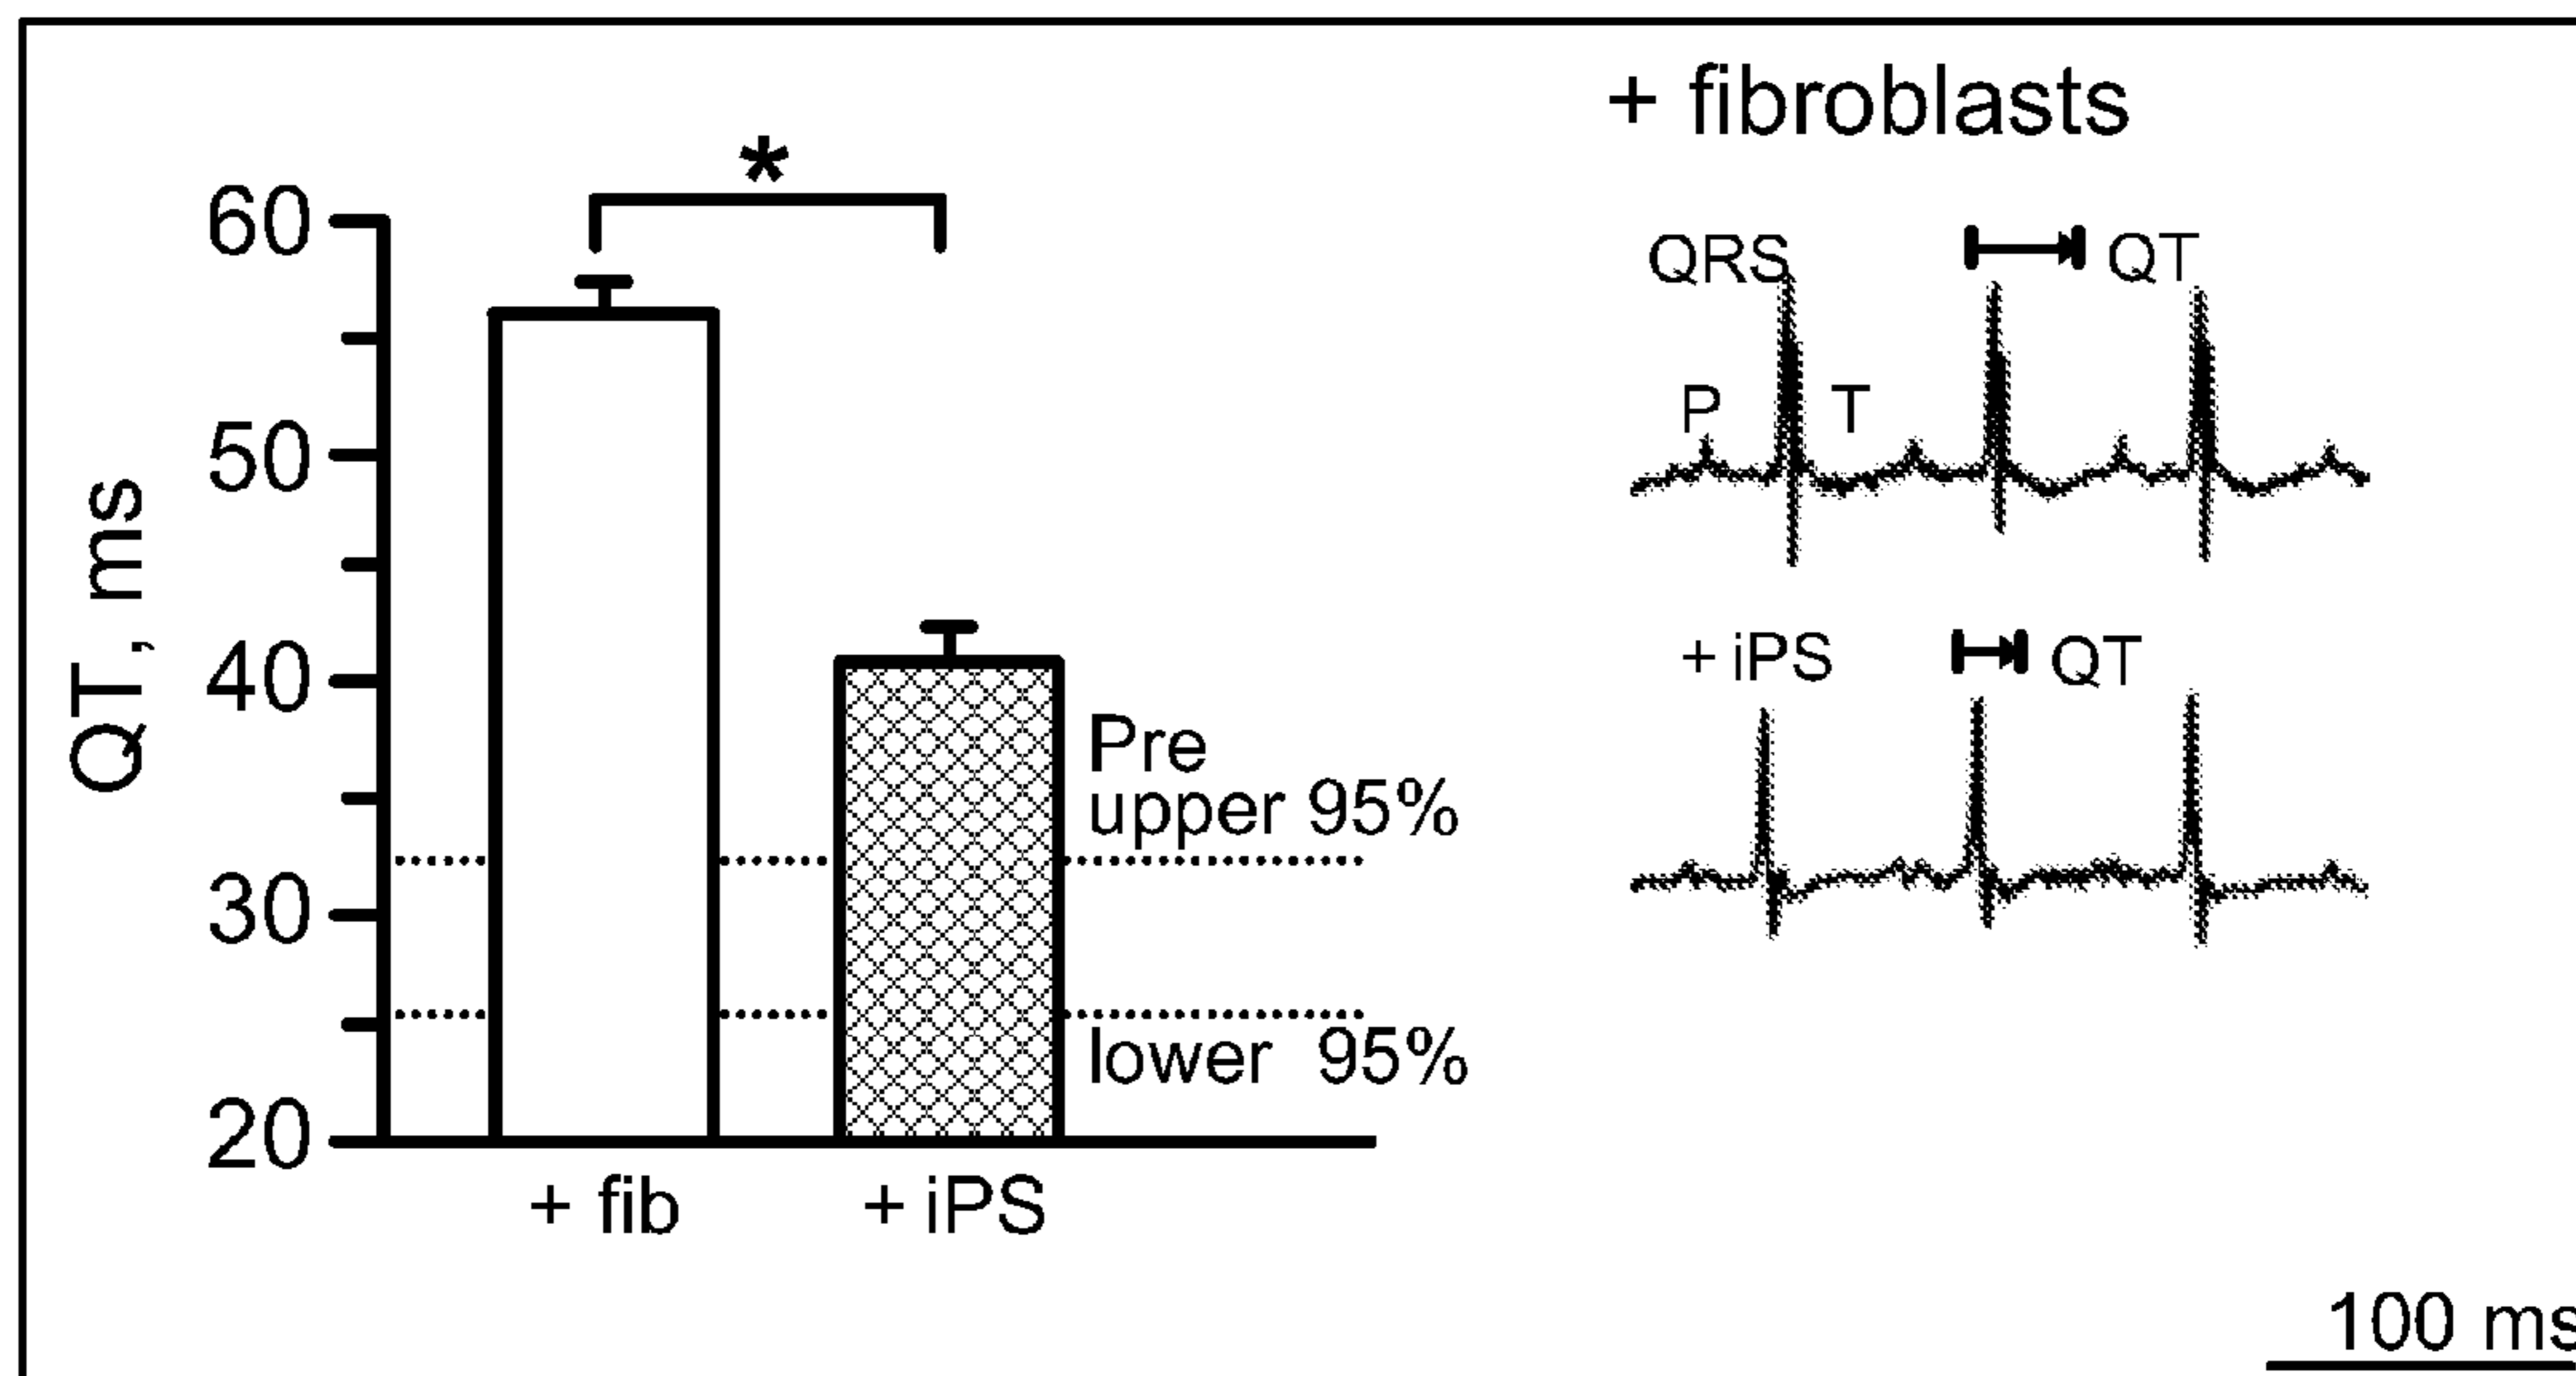 *
60
50
40
30
20
QT, ms
Pre
upper 95%
lower 95%
+ fib
+ iPS
+ fibroblasts
QRS
QT
P
T
+ iPS
QT
100 ms